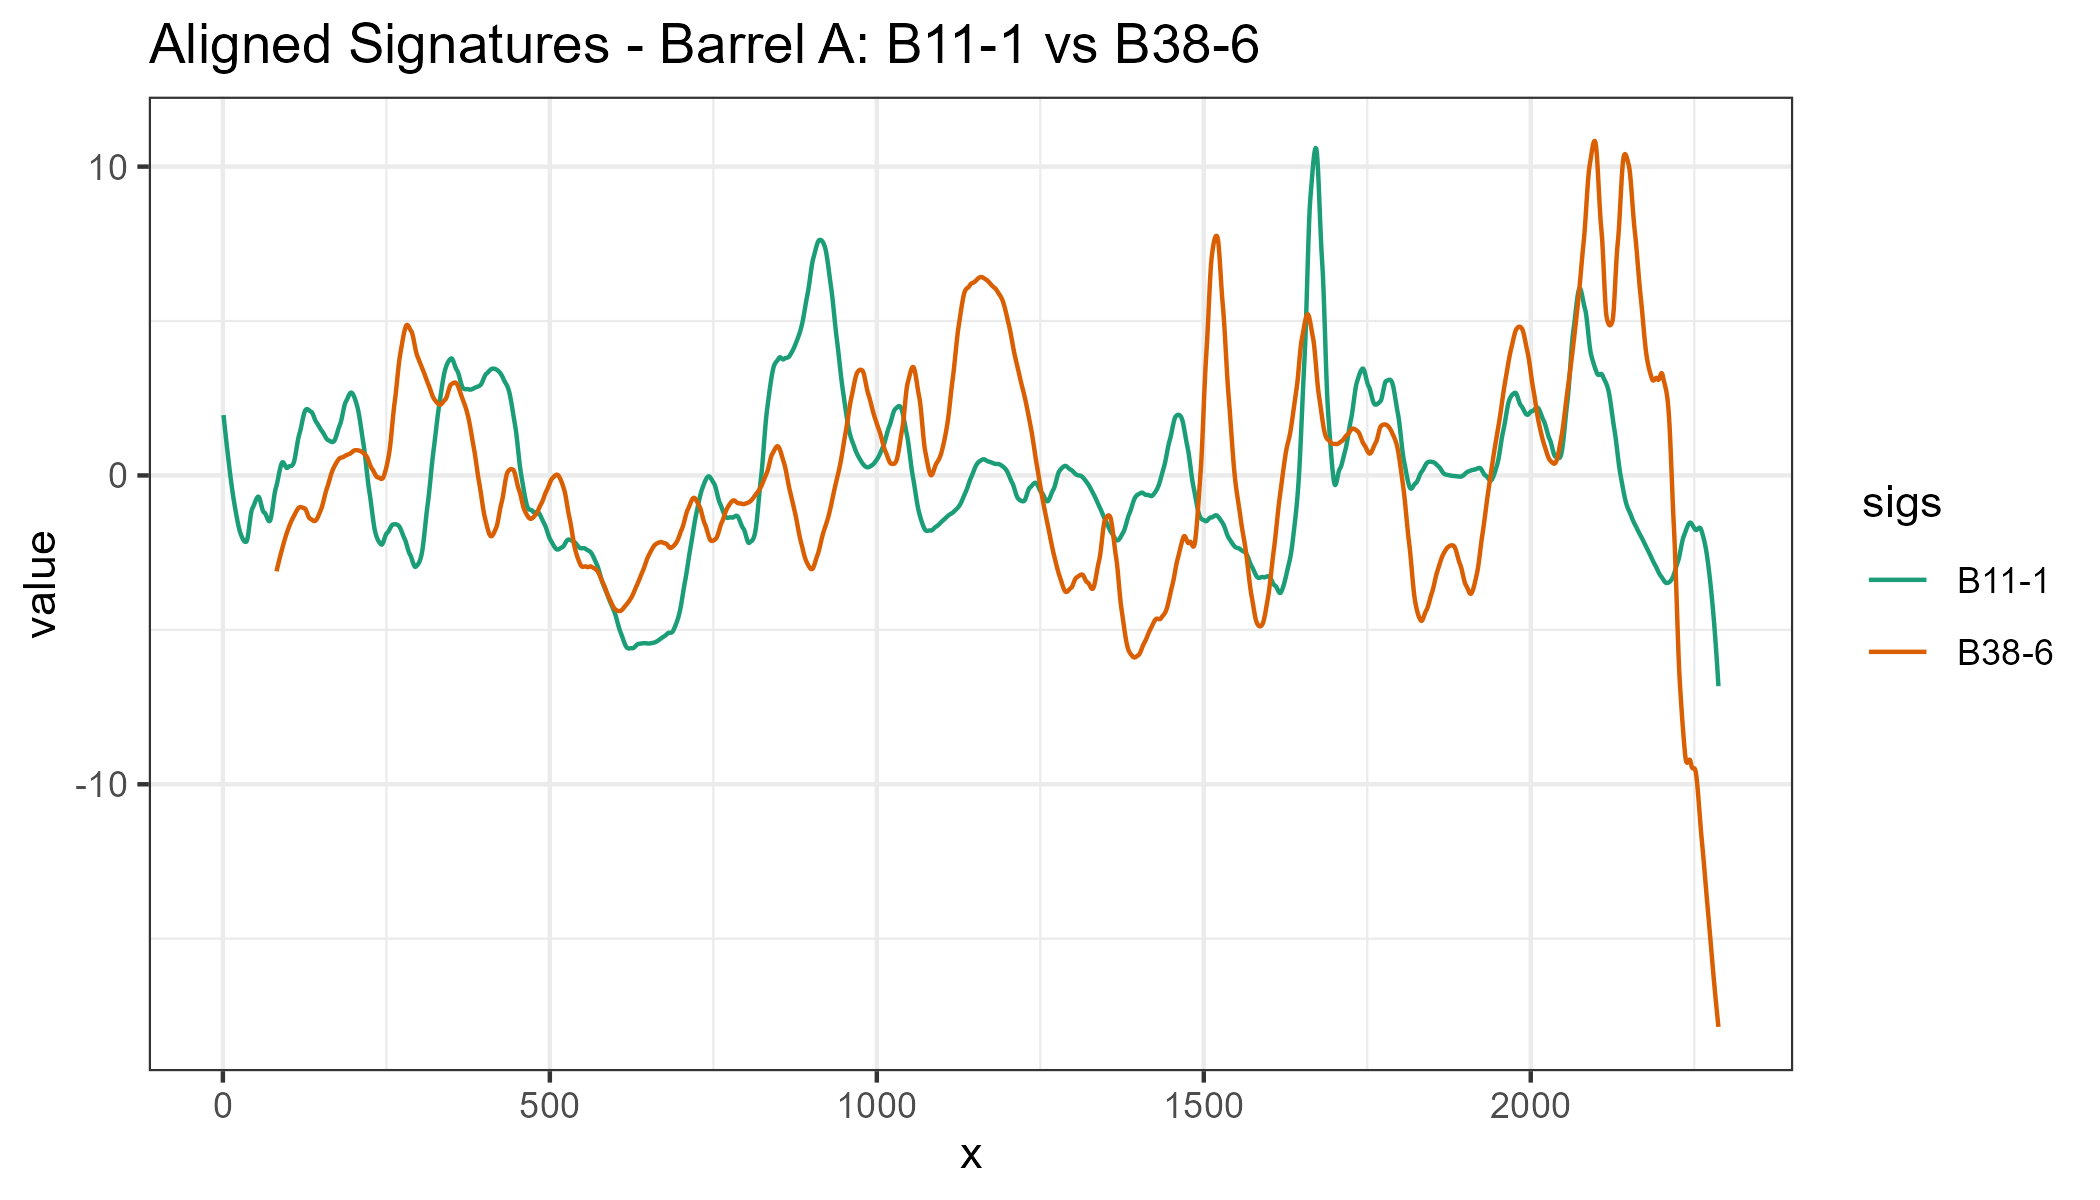 Aligned Signatures - Barrel A: B11-1 vs B38-6
value
10
0
-10
0
500
1000
1500
2000
x
sigs
B11-1
B38-6